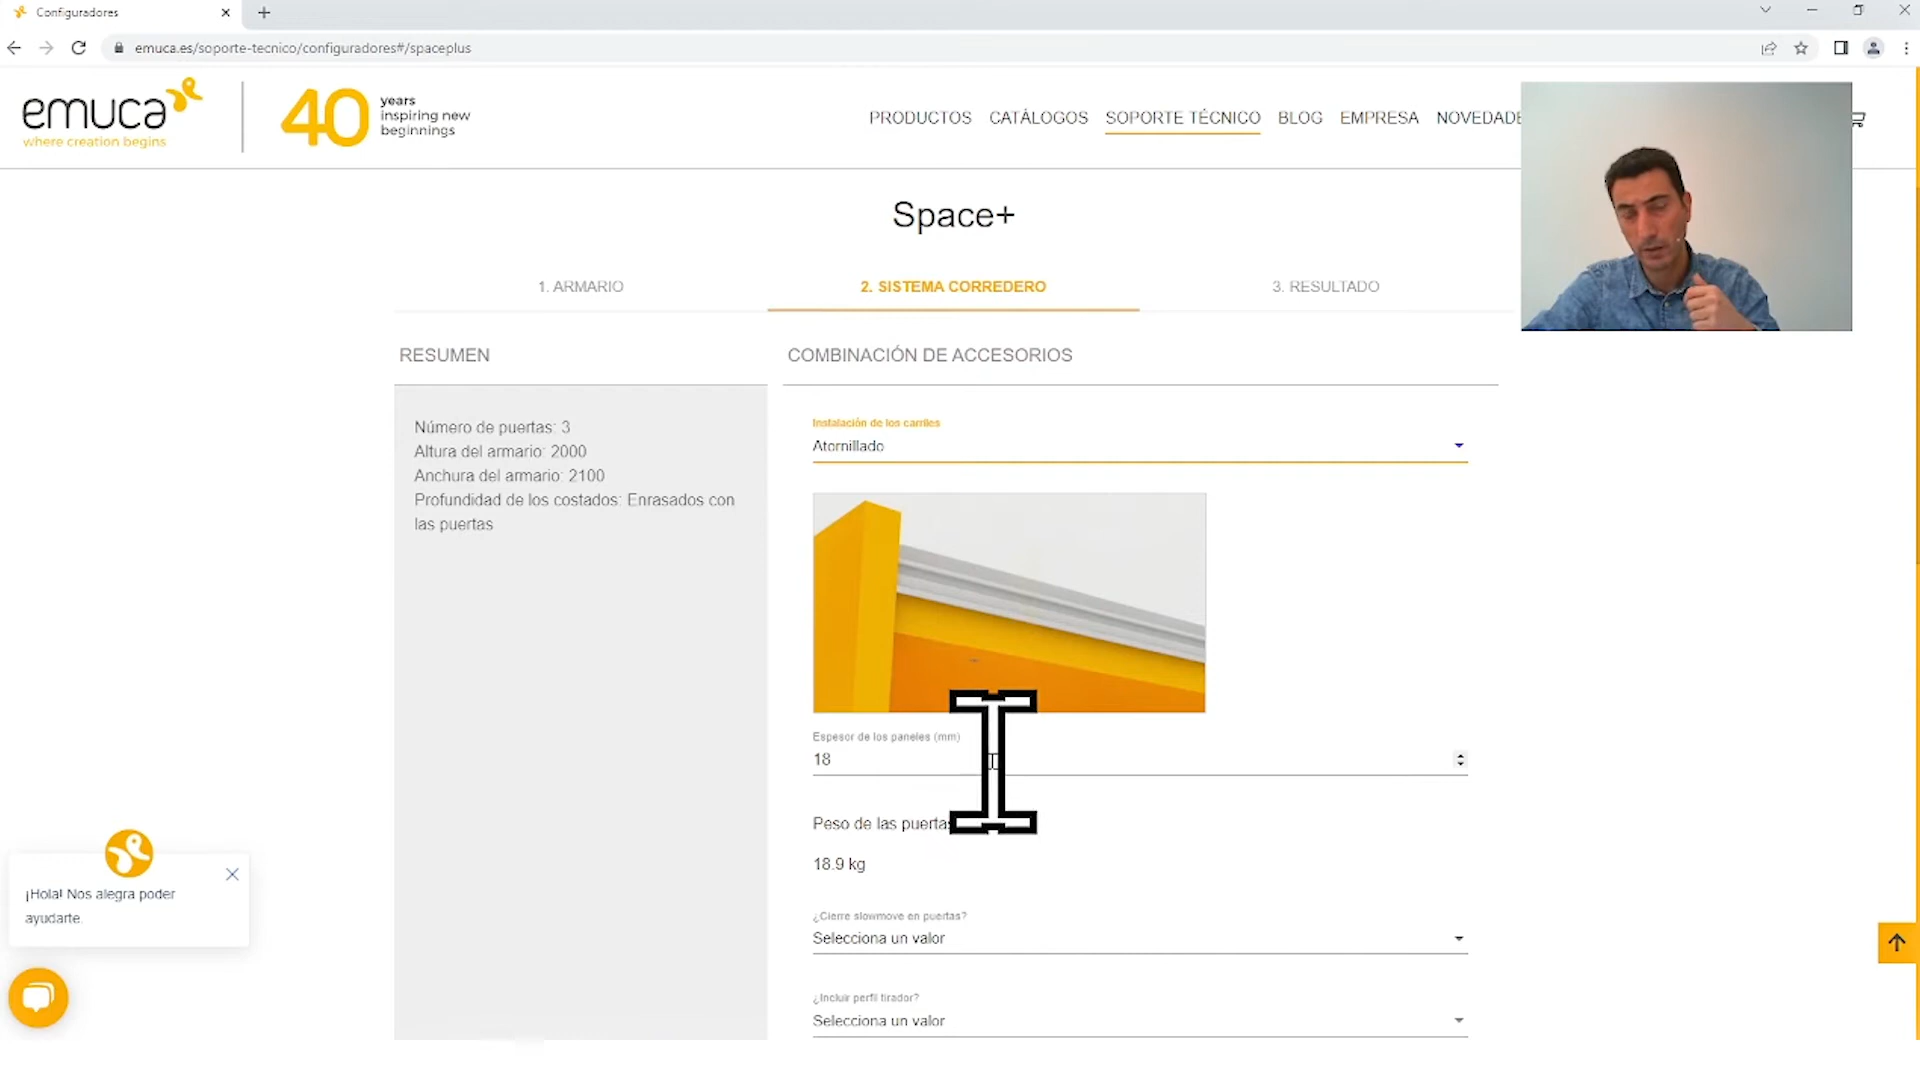 Configuradores
emuca.es/soporte-tecnico/configuradores#/spaceplus
emuca
where creation begins
40
years
inspiring new
beginnings
PRODUCTOS CATÁLOGOS SOPORTE TÉCNICO BLOG EMPRESA NOVEDADE
Space+
1. ARMARIO
2. SISTEMA CORREDERO
3. RESULTADO
RESUMEN
Número de puertas: 3
Altura del armario: 2000
Anchura del armario: 2100
Profundidad de los costados: Enrasados con
las puertas
COMBINACIÓN DE ACCESORIOS
Instalación de los carriles
Atornillado
Espesor de los paneles (mm)
18
Peso de las puertas
18.9 kg
¿Cierre slowmove en puertas?
Selecciona un valor
¿Incluir perfil tirador?
Selecciona un valor
¡Hola! Nos alegra poder
ayudarte.